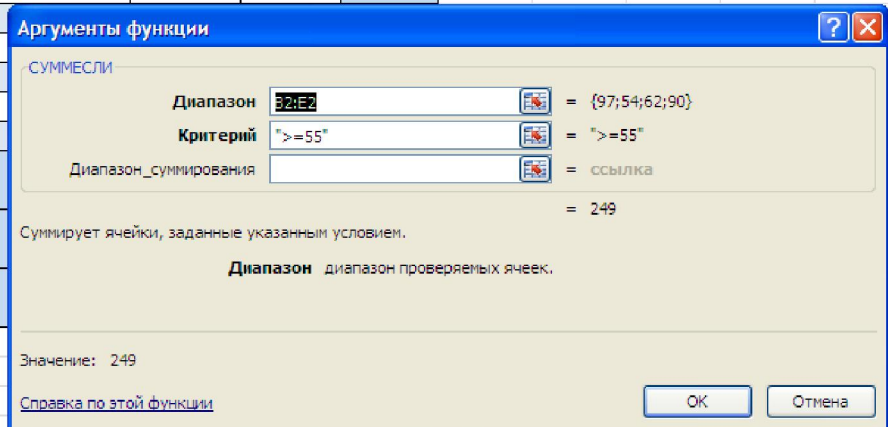 Аргументы функции
СУММЕСЛИ
Диапазон B2:E2 = {97;54;62;90}
Критерий ">=55" = ">=55"
Диапазон_суммирования = ссылка
= 249
Суммирует ячейки, заданные указанным условием.
Диапазон диапазон проверяемых ячеек.
Значение: 249
Справка по этой функции OK Отмена